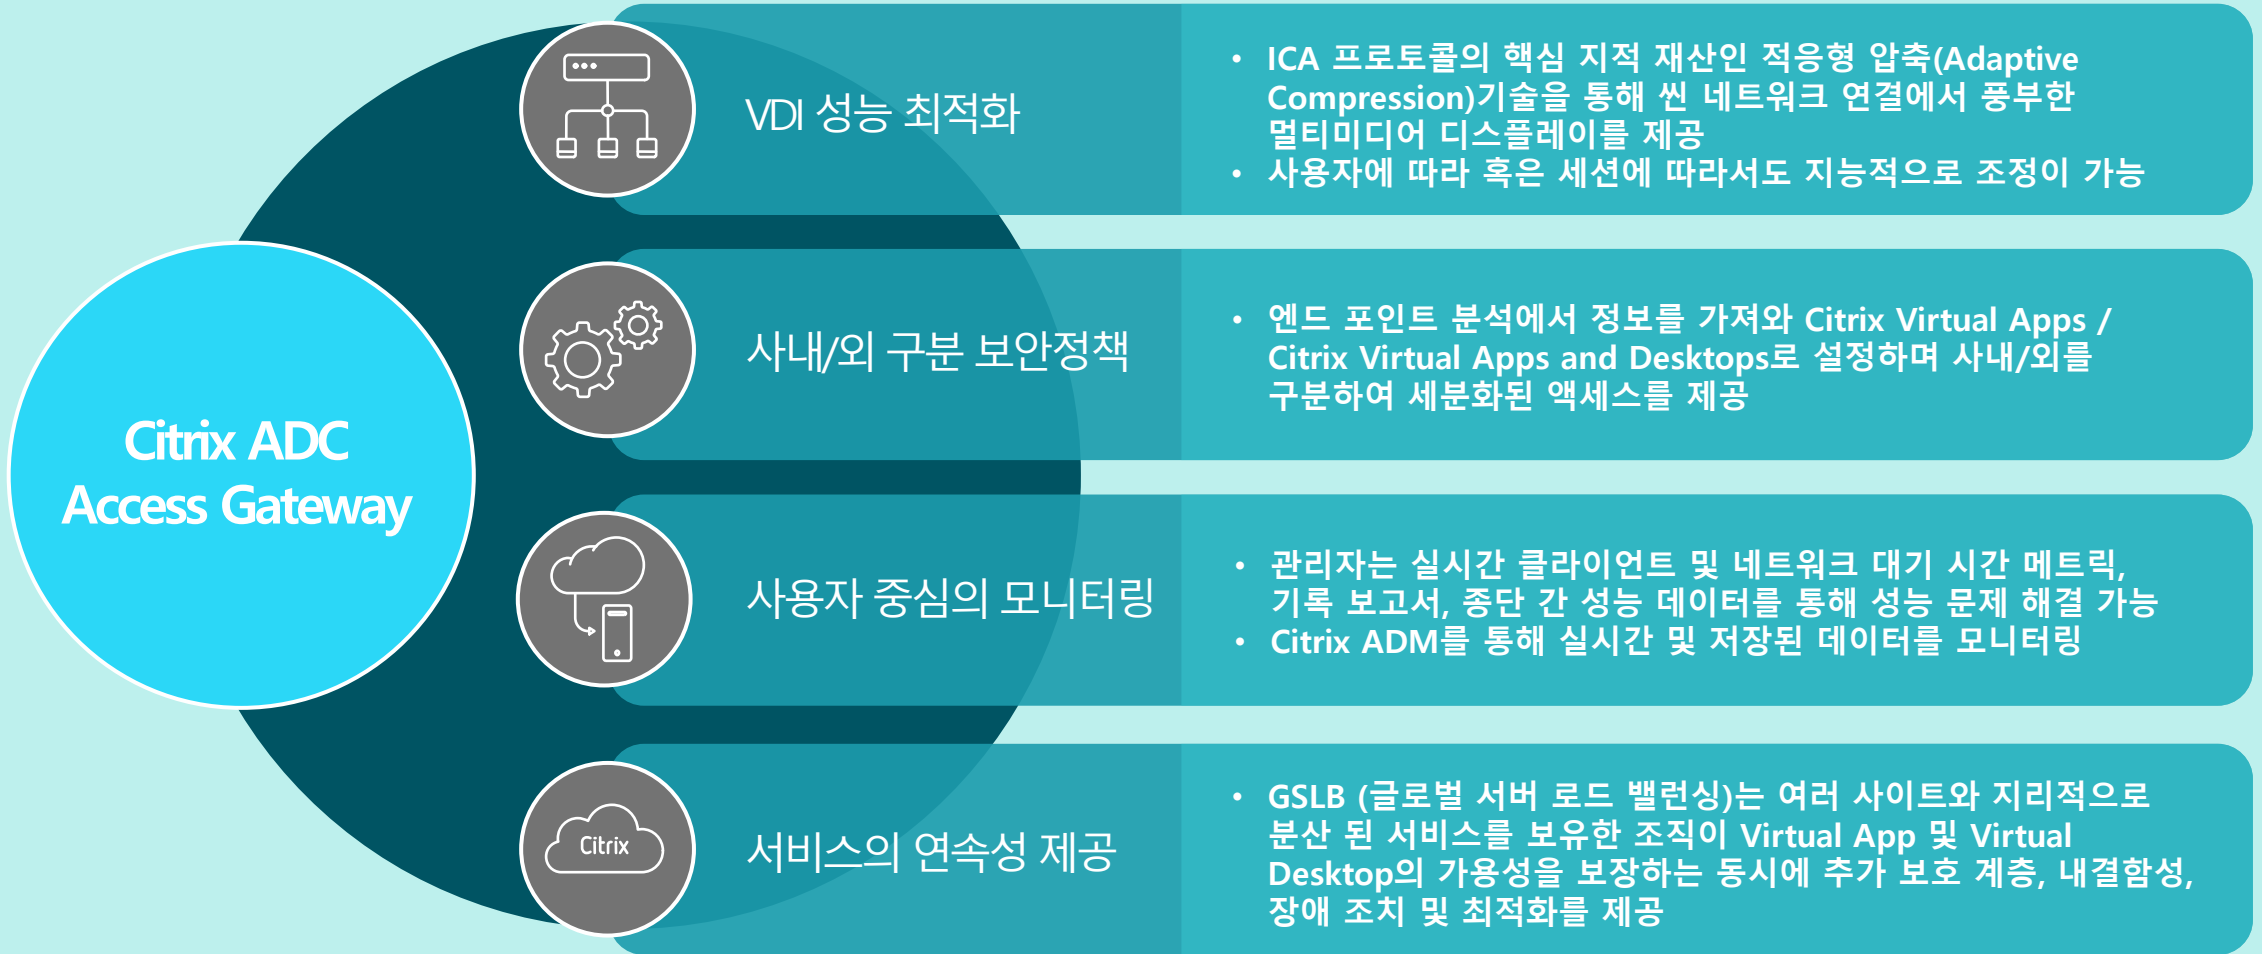 Citrix ADC
Access Gateway
VDI 성능 최적화
• ICA 프로토콜의 핵심 지적 재산인 적응형 압축(Adaptive
Compression)기술을 통해 씬 네트워크 연결에서 풍부한
멀티미디어 디스플레이를 제공
• 사용자에 따라 혹은 세션에 따라서도 지능적으로 조정이 가능
사내/외 구분 보안정책
• 엔드 포인트 분석에서 정보를 가져와 Citrix Virtual Apps /
Citrix Virtual Apps and Desktops로 설정하며 사내/외를
구분하여 세분화된 액세스를 제공
사용자 중심의 모니터링
• 관리자는 실시간 클라이언트 및 네트워크 대기 시간 메트릭,
기록 보고서, 종단 간 성능 데이터를 통해 성능 문제 해결 가능
• Citrix ADM를 통해 실시간 및 저장된 데이터를 모니터링
Citrix
서비스의 연속성 제공
• GSLB (글로벌 서버 로드 밸런싱)는 여러 사이트와 지리적으로
분산 된 서비스를 보유한 조직이 Virtual App 및 Virtual
Desktop의 가용성을 보장하는 동시에 추가 보호 계층, 내결함성,
장애 조치 및 최적화를 제공